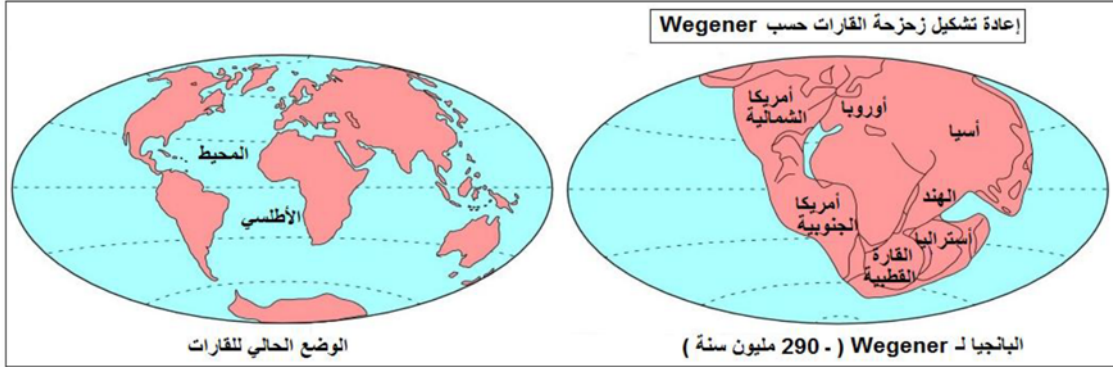 إعادة تشكيل زحزحة القارات حسب Wegener
أمريكا
الشمالية
أوروبا
أسيا
الهند
أمريكا
الجنوبية
أستراليا
القارة
القطبية
البانجيا لـ Wegener ( - 290 مليون سنة )
المحيط
الأطلسي
الوضع الحالي للقارات